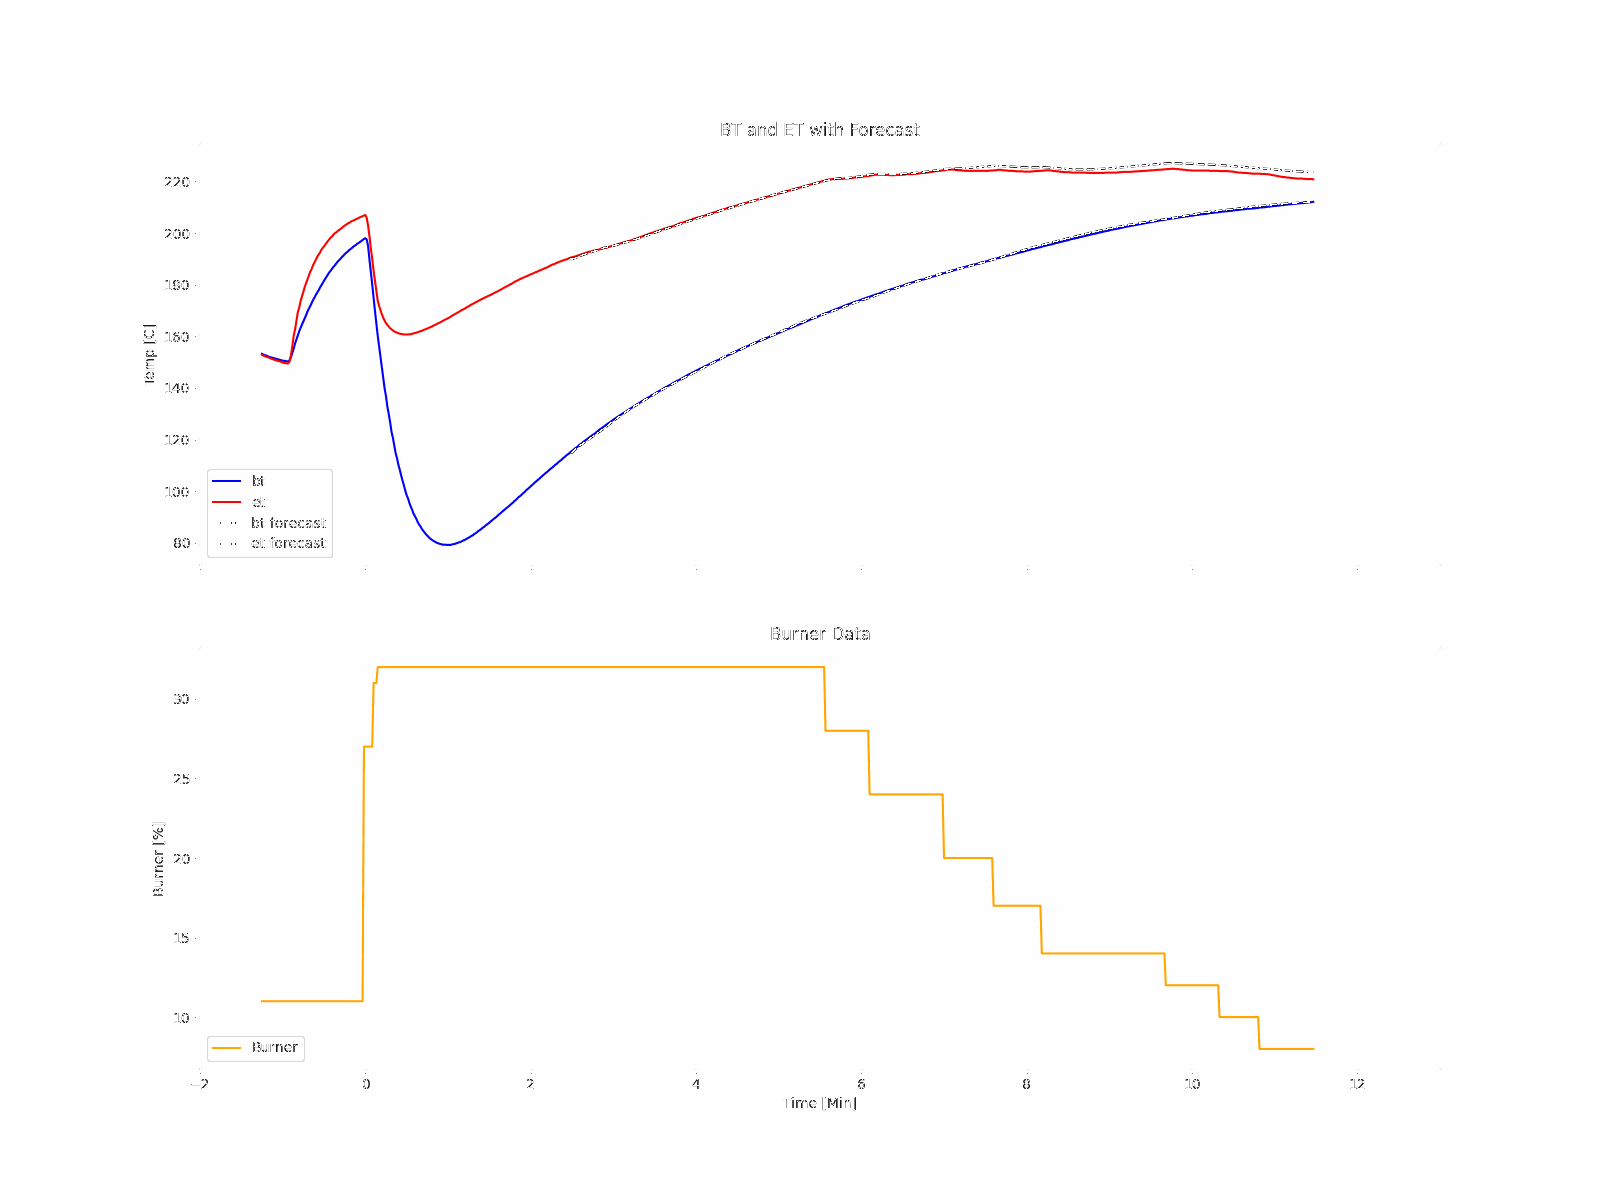 BT and ET with Forecast
Temp [C]
220
200
180
160
140
120
100
80
bt
et
bt forecast
et forecast
Burner Data
Burner [%]
30
25
20
15
10
Burner
−2 0 2 4 6 8 10 12
Time [Min]